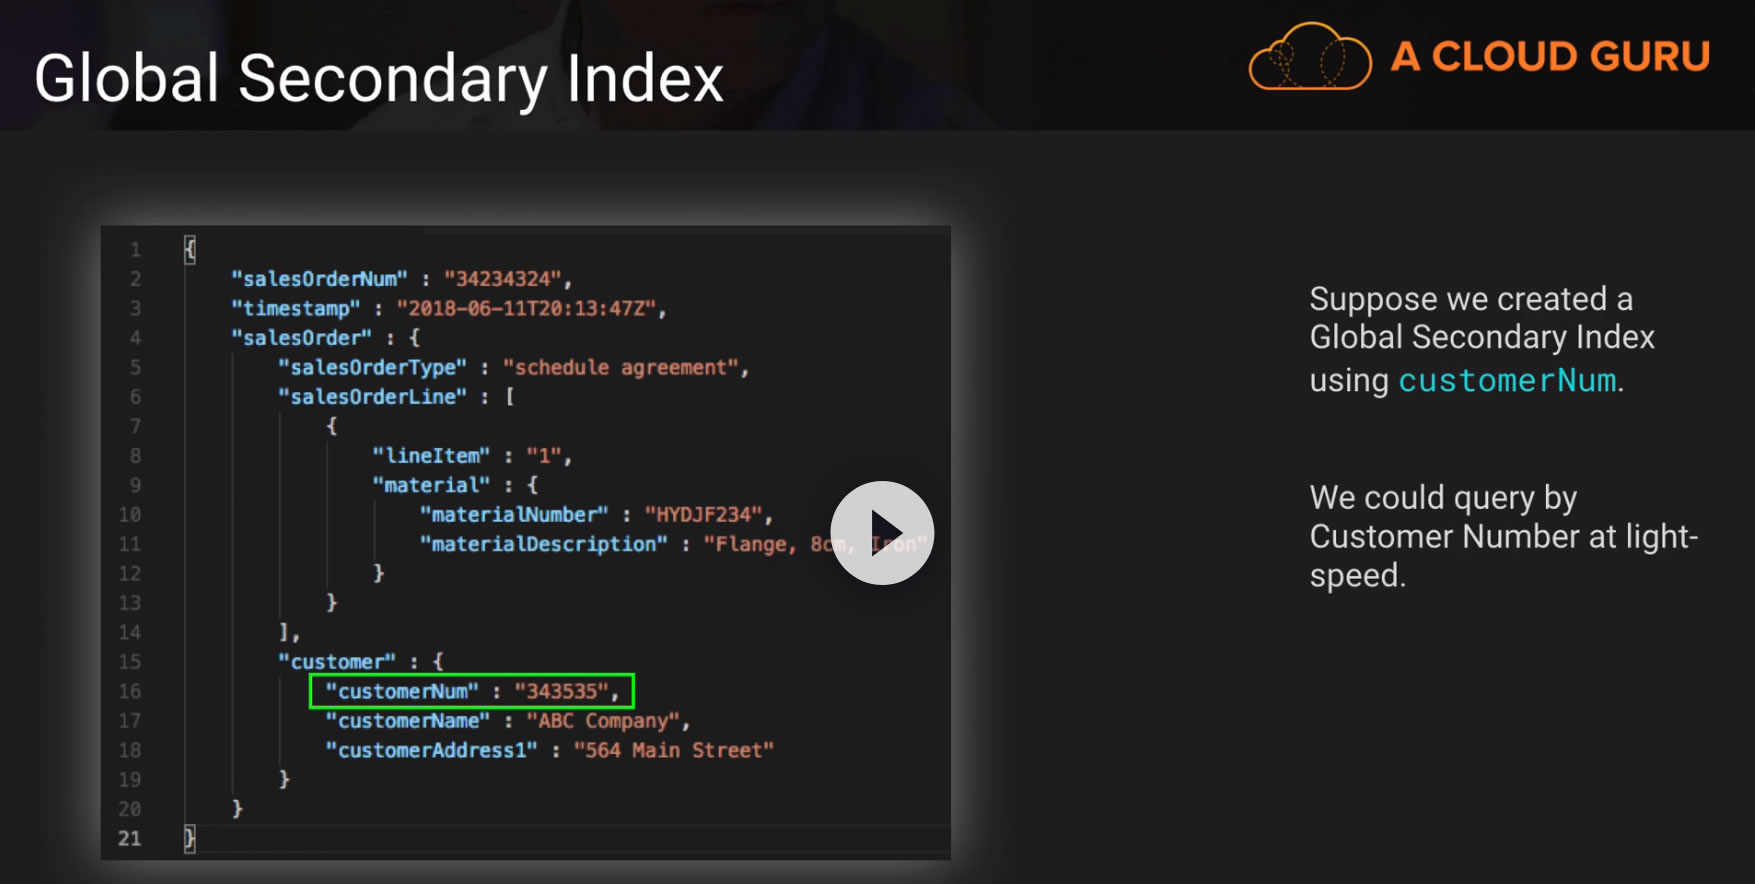 Global Secondary Index
A CLOUD GURU
1 {
2 "salesOrderNum" : "34234324",
3 "timestamp" : "2018-06-11T20:13:47Z",
4 "salesOrder" : {
5 "salesOrderType" : "schedule agreement",
6 "salesOrderLine" : [
7 {
8 "lineItem" : "1",
9 "material" : {
10 "materialNumber" : "HYDJF234",
11 "materialDescription" : "Flange, 8cm, Iron"
12 }
13 }
14 ],
15 "customer" : {
16 "customerNum" : "343535",
17 "customerName" : "ABC Company",
18 "customerAddress1" : "564 Main Street"
19 }
20 }
21 }
Suppose we created a
Global Secondary Index
using customerNum.
We could query by
Customer Number at light-
speed.